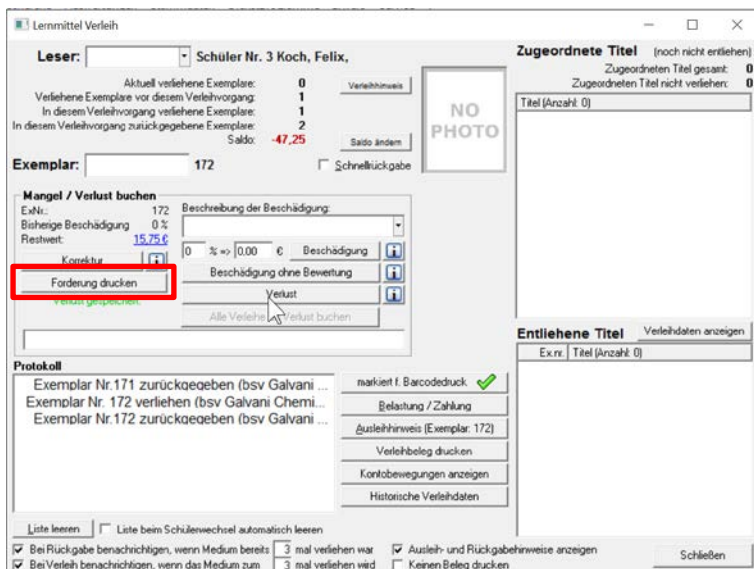 Lernmittel Verleih
Leser: Schüler Nr. 3 Koch, Felix,
Aktuell verliehene Exemplare: 0
Verliehene Exemplare vor diesem Verleihvorgang: 1
In diesem Verleihvorgang verliehene Exemplare: 1
In diesem Verleihvorgang zurückgegebene Exemplare: 2
Saldo: -47,25
Verleihhinweis
Saldo ändern
NO
PHOTO
Exemplar: 172
Schnellrückgabe
Mangel / Verlust buchen
ExNr.: 172
Bisherige Beschädigung 0 %
Restwert: 15,75 €
Korrektur
Forderung drucken
Verlust gespeichert
Beschreibung der Beschädigung:
0 % => 0,00 € Beschädigung
Beschädigung ohne Bewertung
Verlust
Alle Verleihe Verlust buchen
Protokoll
Exemplar Nr.171 zurückgegeben (bsv Galvani ...
Exemplar Nr. 172 verliehen (bsv Galvani Chemi...
Exemplar Nr.172 zurückgegeben (bsv Galvani ...
markiert f. Barcodedruck
Belastung / Zahlung
Ausleihhinweis (Exemplar: 172)
Verleihbeleg drucken
Kontobewegungen anzeigen
Historische Verleihdaten
Liste leeren
Liste beim Schülerwechsel automatisch leeren
Bei Rückgabe benachrichtigen, wenn Medium bereits 3 mal verliehen war
Bei Verleih benachrichtigen, wenn das Medium zum 3 mal verliehen wird
Ausleih- und Rückgabehinweise anzeigen
Keinen Beleg drucken
Zugeordnete Titel (noch nicht entliehen)
Zugeordneten Titel gesamt: 0
Zugeordneten Titel nicht verliehen: 0
Titel (Anzahl: 0)
Entliehene Titel
Verleihdaten anzeigen
Ex.nr. Titel (Anzahl: 0)
Schließen